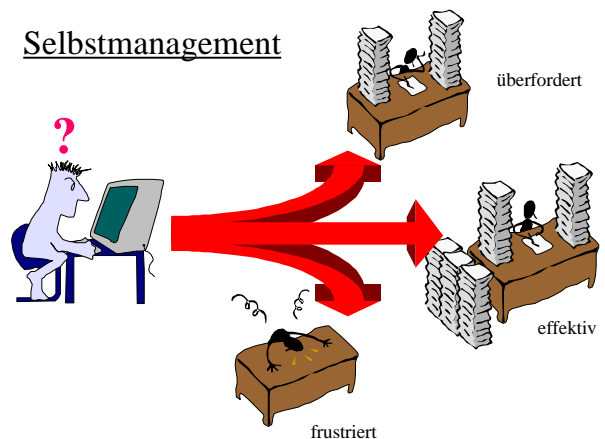 Selbstmanagement
überfordert
?
effektiv
frustriert